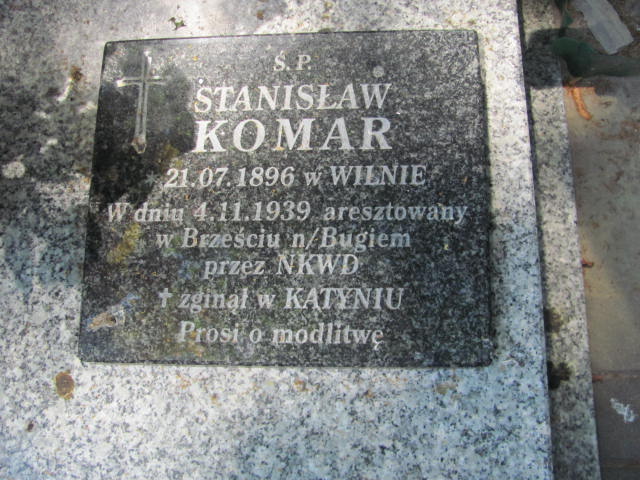 Ś.P.
STANISŁAW
KOMAR
* 21.07.1896 w WILNIE
W dniu 4.11.1939 aresztowany
w Brześciu n/Bugiem
przez NKWD
† zginął w KATYNIU
Prosi o modlitwę